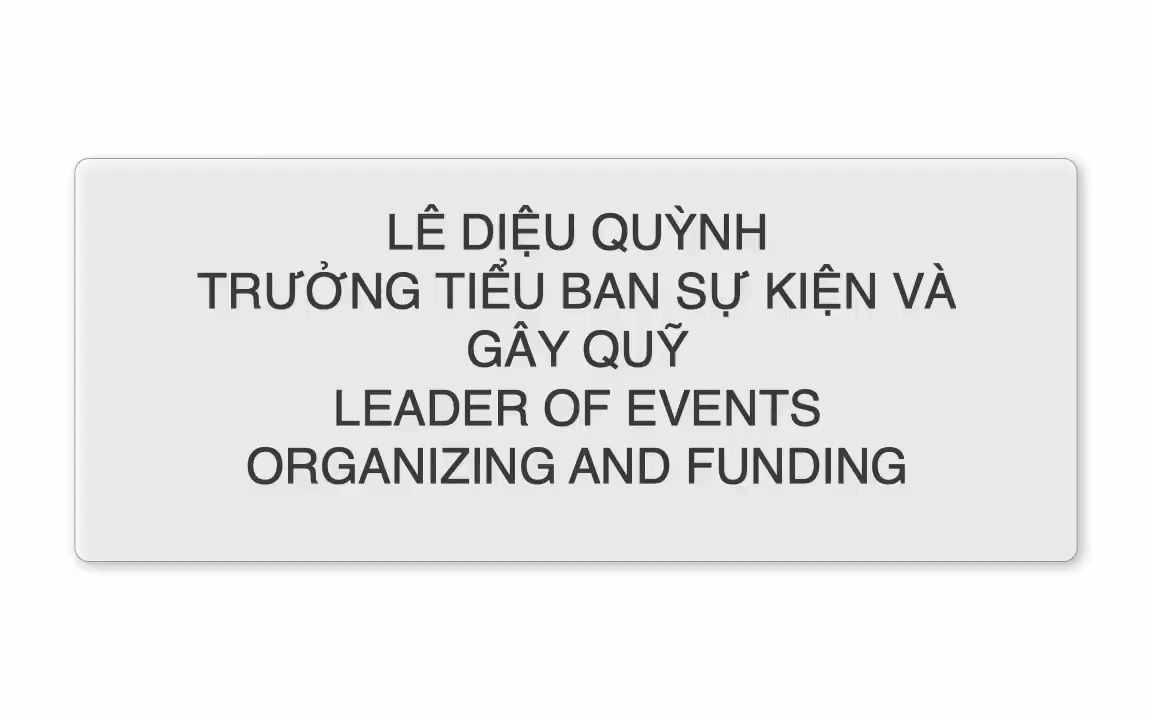 LÊ DIỆU QUỲNH
TRƯỞNG TIỂU BAN SỰ KIỆN VÀ
GÂY QUỸ
LEADER OF EVENTS
ORGANIZING AND FUNDING